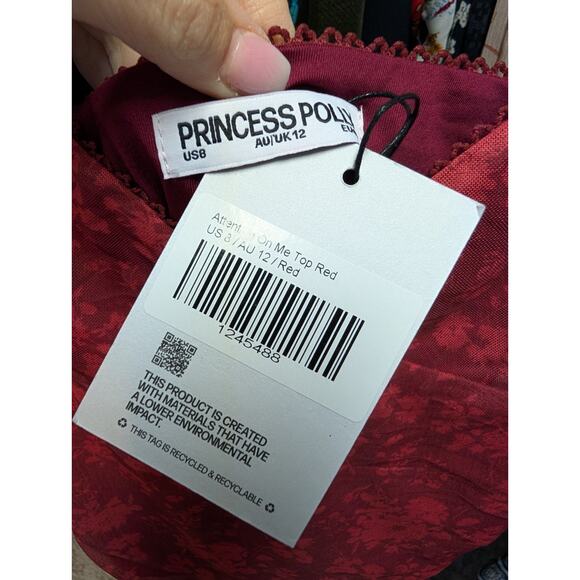 PRINCESS POLLY
US8 AU/UK 12
On Me Top Red
US 8 / AU 12 / Red
1245488
THIS PRODUCT IS CREATED
WITH MATERIALS THAT HAVE
A LOWER ENVIRONMENTAL
IMPACT.
THIS TAG IS RECYCLED & RECYCLABLE